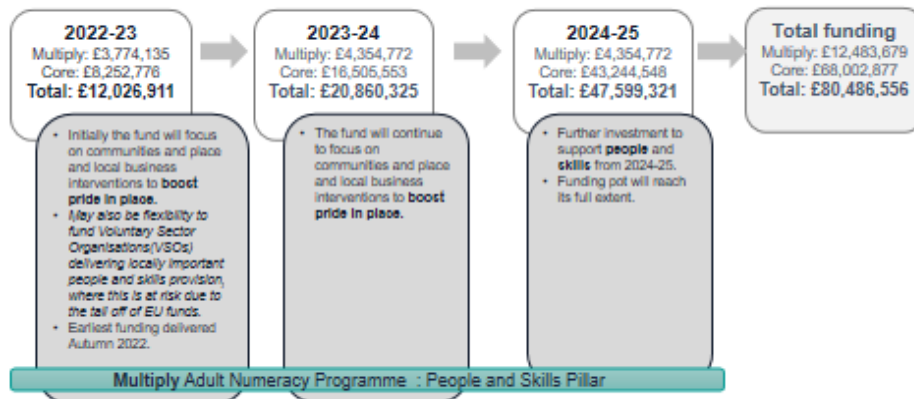 2022-23
Multiply: £3,774,135
Core: £8,252,776
Total: £12,026,911
2023-24
Multiply: £4,354,772
Core: £16,505,553
Total: £20,860,325
2024-25
Multiply: £4,354,772
Core: £43,244,548
Total: £47,599,321
Total funding
Multiply: £12,483,679
Core: £68,002,877
Total: £80,486,556
• Initially the fund will focus
on communities and place
and local business
interventions to boost
pride in place.
• May also be flexibility to
fund Voluntary Sector
Organisations(VSOs)
delivering locally important
people and skills provision,
where this is at risk due to
the tail off of EU funds.
• Earliest funding delivered
Autumn 2022.
• The fund will continue
to focus on
communities and place
and local business
interventions to boost
pride in place.
• Further investment to
support people and
skills from 2024-25.
• Funding pot will reach
its full extent.
Multiply Adult Numeracy Programme : People and Skills Pillar